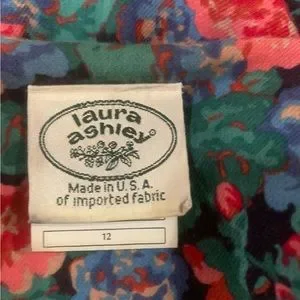 laura
ashley®
Made in U.S.A.
of imported fabric
12